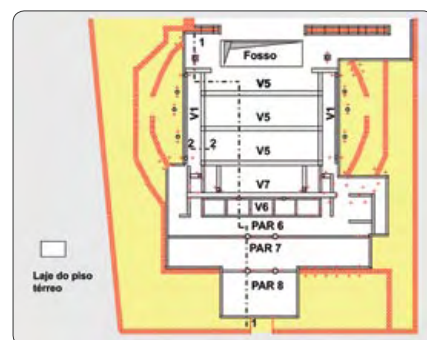 1
Fosso
V5
V1
V1
V5
2 2
V5
V7
V6
PAR 6
PAR 7
PAR 8
Laje do piso
térreo
1